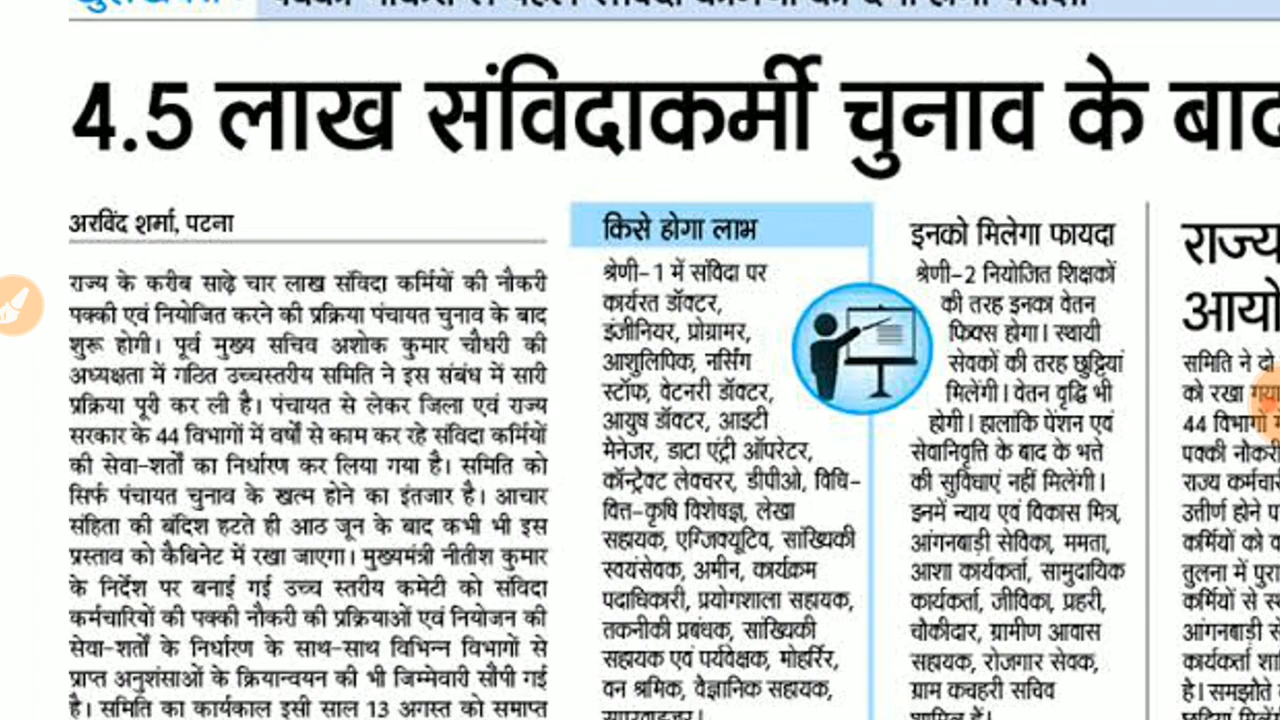 4.5 लाख संविदाकर्मी चुनाव के बाद
अरविंद शर्मा, पटना
राज्य के करीब साढ़े चार लाख संविदा कर्मियों की नौकरी
पक्की एवं नियोजित करने की प्रक्रिया पंचायत चुनाव के बाद
शुरू होगी। पूर्व मुख्य सचिव अशोक कुमार चौधरी की
अध्यक्षता में गठित उच्चस्तरीय समिति ने इस संबंध में सारी
प्रक्रिया पूरी कर ली है। पंचायत से लेकर जिला एवं राज्य
सरकार के 44 विभागों में वर्षों से काम कर रहे संविदा कर्मियों
की सेवा-शर्तों का निर्धारण कर लिया गया है। समिति को
सिर्फ पंचायत चुनाव के खत्म होने का इंतजार है। आचार
संहिता की बंदिश हटते ही आठ जून के बाद कभी भी इस
प्रस्ताव को कैबिनेट में रखा जाएगा। मुख्यमंत्री नीतीश कुमार
के निर्देश पर बनाई गई उच्च स्तरीय कमेटी को संविदा
कर्मचारियों की पक्की नौकरी की प्रक्रियाओं एवं नियोजन की
सेवा-शर्तों के निर्धारण के साथ-साथ विभिन्न विभागों से
प्राप्त अनुशंसाओं के क्रियान्वयन की भी जिम्मेवारी सौंपी गई
है। समिति का कार्यकाल इसी साल 13 अगस्त को समाप्त
किसे होगा लाभ
श्रेणी-1 में संविदा पर
कार्यरत डॉक्टर,
इंजीनियर, प्रोग्रामर,
आशुलिपिक, नर्सिंग
स्टॉफ, वेटनरी डॉक्टर,
आयुष डॉक्टर, आइटी
मैनेजर, डाटा एंट्री ऑपरेटर,
कॉन्ट्रैक्ट लेक्चरर, डीपीओ, विधि-
वित्त-कृषि विशेषज्ञ, लेखा
सहायक, एग्जिक्यूटिव, सांख्यिकी
स्वयंसेवक, अमीन, कार्यक्रम
पदाधिकारी, प्रयोगशाला सहायक,
तकनीकी प्रबंधक, सांख्यिकी
सहायक एवं पर्यवेक्षक, मोहर्रिर,
वन श्रमिक, वैज्ञानिक सहायक,
इनको मिलेगा फायदा
श्रेणी-2 नियोजित शिक्षकों
की तरह इनका वेतन
फिक्स होगा। स्थायी
सेवकों की तरह छुट्टियां
मिलेंगी। वेतन वृद्धि भी
होगी। हालांकि पेंशन एवं
सेवानिवृत्ति के बाद के भत्ते
की सुविधाएं नहीं मिलेंगी।
इनमें न्याय एवं विकास मित्र,
आंगनबाड़ी सेविका, ममता,
आशा कार्यकर्ता, सामुदायिक
कार्यकर्ता, जीविका, प्रहरी,
चौकीदार, ग्रामीण आवास
सहायक, रोजगार सेवक,
ग्राम कचहरी सचिव
शामिल हैं।
राज्य
आयो
समिति ने दो
को रखा गया
44 विभागों
पक्की नौकरी
राज्य कर्मचार
उत्तीर्ण होने प
कर्मियों को व
तुलना में पुरा
कर्मियों से स्
आंगनबाड़ी से
कार्यकर्ता शा
है। समझौते